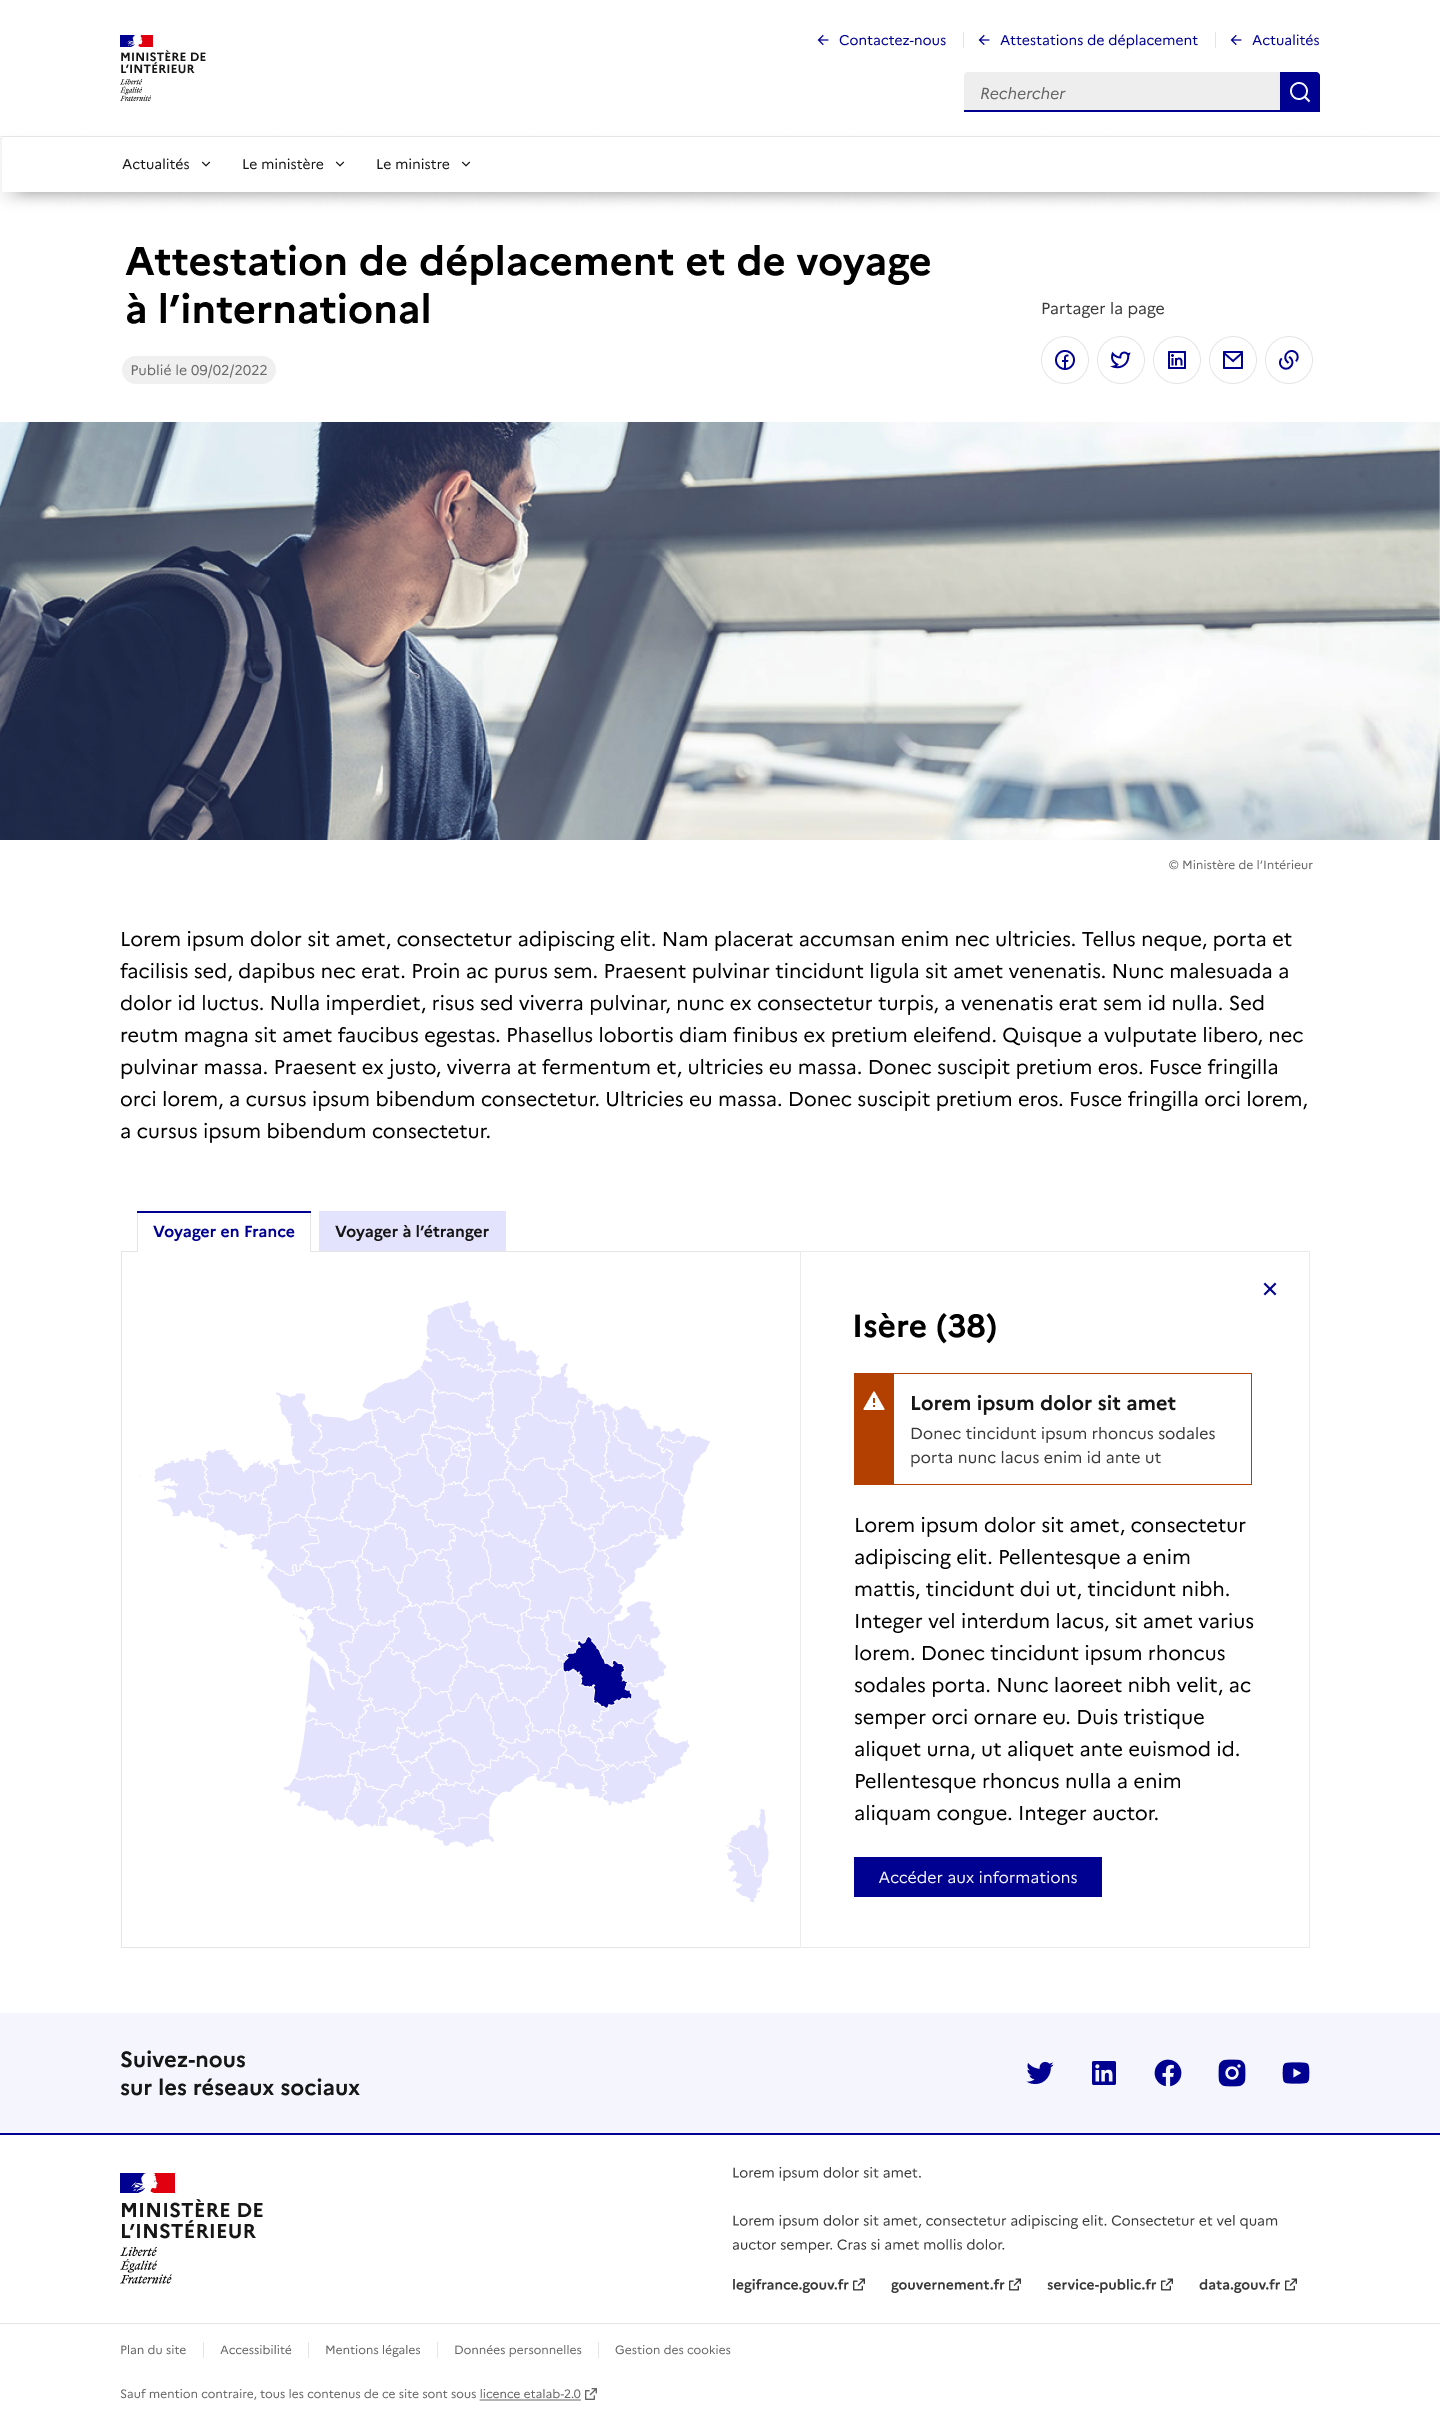 MINISTÈRE DE
L'INTÉRIEUR
Liberté
Égalité
Fraternité
Contactez-nous
Attestations de déplacement
Actualités
Rechercher
Actualités
Le ministère
Le ministre
Attestation de déplacement et de voyage
à l’international
Publié le 09/02/2022
Partager la page
© Ministère de l’Intérieur
Lorem ipsum dolor sit amet, consectetur adipiscing elit. Nam placerat accumsan enim nec ultricies. Tellus neque, porta et
facilisis sed, dapibus nec erat. Proin ac purus sem. Praesent pulvinar tincidunt ligula sit amet venenatis. Nunc malesuada a
dolor id luctus. Nulla imperdiet, risus sed viverra pulvinar, nunc ex consectetur turpis, a venenatis erat sem id nulla. Sed
reutm magna sit amet faucibus egestas. Phasellus lobortis diam finibus ex pretium eleifend. Quisque a vulputate libero, nec
pulvinar massa. Praesent ex justo, viverra at fermentum et, ultricies eu massa. Donec suscipit pretium eros. Fusce fringilla
orci lorem, a cursus ipsum bibendum consectetur. Ultricies eu massa. Donec suscipit pretium eros. Fusce fringilla orci lorem,
a cursus ipsum bibendum consectetur.
Voyager en France
Voyager à l’étranger
Isère (38)
Lorem ipsum dolor sit amet
Donec tincidunt ipsum rhoncus sodales
porta nunc lacus enim id ante ut
Lorem ipsum dolor sit amet, consectetur
adipiscing elit. Pellentesque a enim
mattis, tincidunt dui ut, tincidunt nibh.
Integer vel interdum lacus, sit amet varius
lorem. Donec tincidunt ipsum rhoncus
sodales porta. Nunc laoreet nibh velit, ac
semper orci ornare eu. Duis tristique
aliquet urna, ut aliquet ante euismod id.
Pellentesque rhoncus nulla a enim
aliquam congue. Integer auctor.
Accéder aux informations
Suivez-nous
sur les réseaux sociaux
MINISTÈRE DE
L’INSTÉRIEUR
Liberté
Égalité
Fraternité
Lorem ipsum dolor sit amet.
Lorem ipsum dolor sit amet, consectetur adipiscing elit. Consectetur et vel quam
auctor semper. Cras si amet mollis dolor.
legifrance.gouv.fr
gouvernement.fr
service-public.fr
data.gouv.fr
Plan du site
Accessibilité
Mentions légales
Données personnelles
Gestion des cookies
Sauf mention contraire, tous les contenus de ce site sont sous licence etalab-2.0